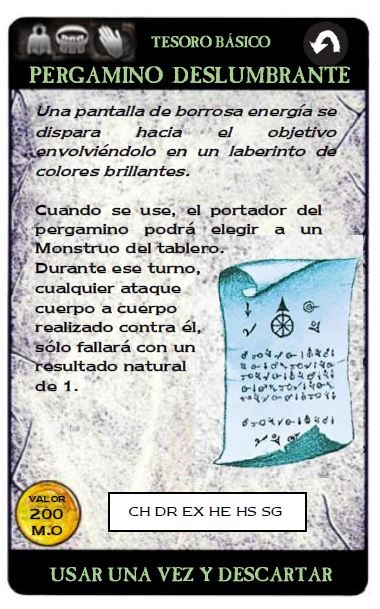 TESORO BÁSICO
PERGAMINO DESLUMBRANTE
Una pantalla de borrosa energía se
dispara hacia el objetivo
envolviéndolo en un laberinto de
colores brillantes.
Cuando se use, el portador del
pergamino podrá elegir a un
Monstruo del tablero.
Durante ese turno,
cualquier ataque
cuerpo a cuerpo
realizado contra él,
sólo fallará con un
resultado natural
de 1.
VALOR
200
M.O
CH DR EX HE HS SG
USAR UNA VEZ Y DESCARTAR